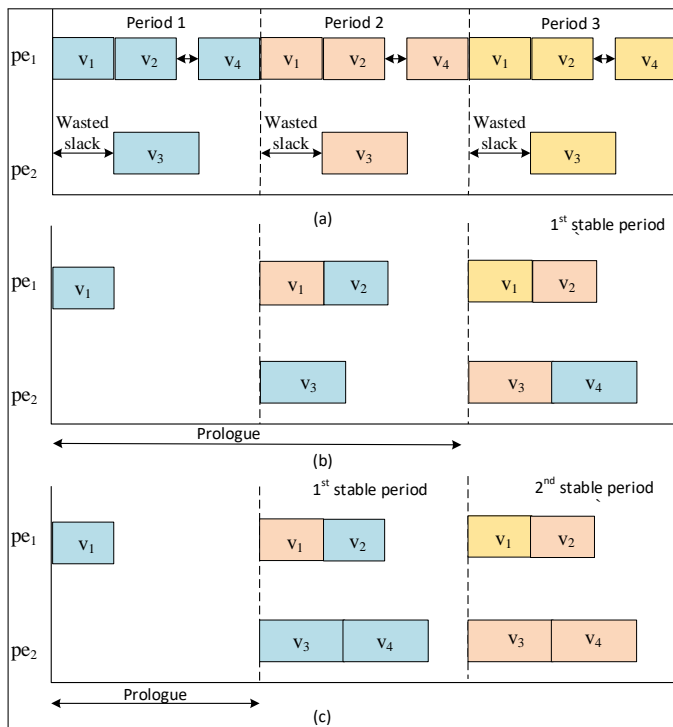 Period 1 Period 2 Period 3
pe1 v1 v2 v4 v1 v2 v4 v1 v2 v4
Wasted slack Wasted slack Wasted slack
pe2 v3 v3 v3
(a)
1st stable period
pe1 v1 v1 v2 v1 v2
pe2 v3 v3 v4
Prologue
(b)
1st stable period 2nd stable period
pe1 v1 v1 v2 v1 v2
pe2 v3 v4 v3 v4
Prologue
(c)